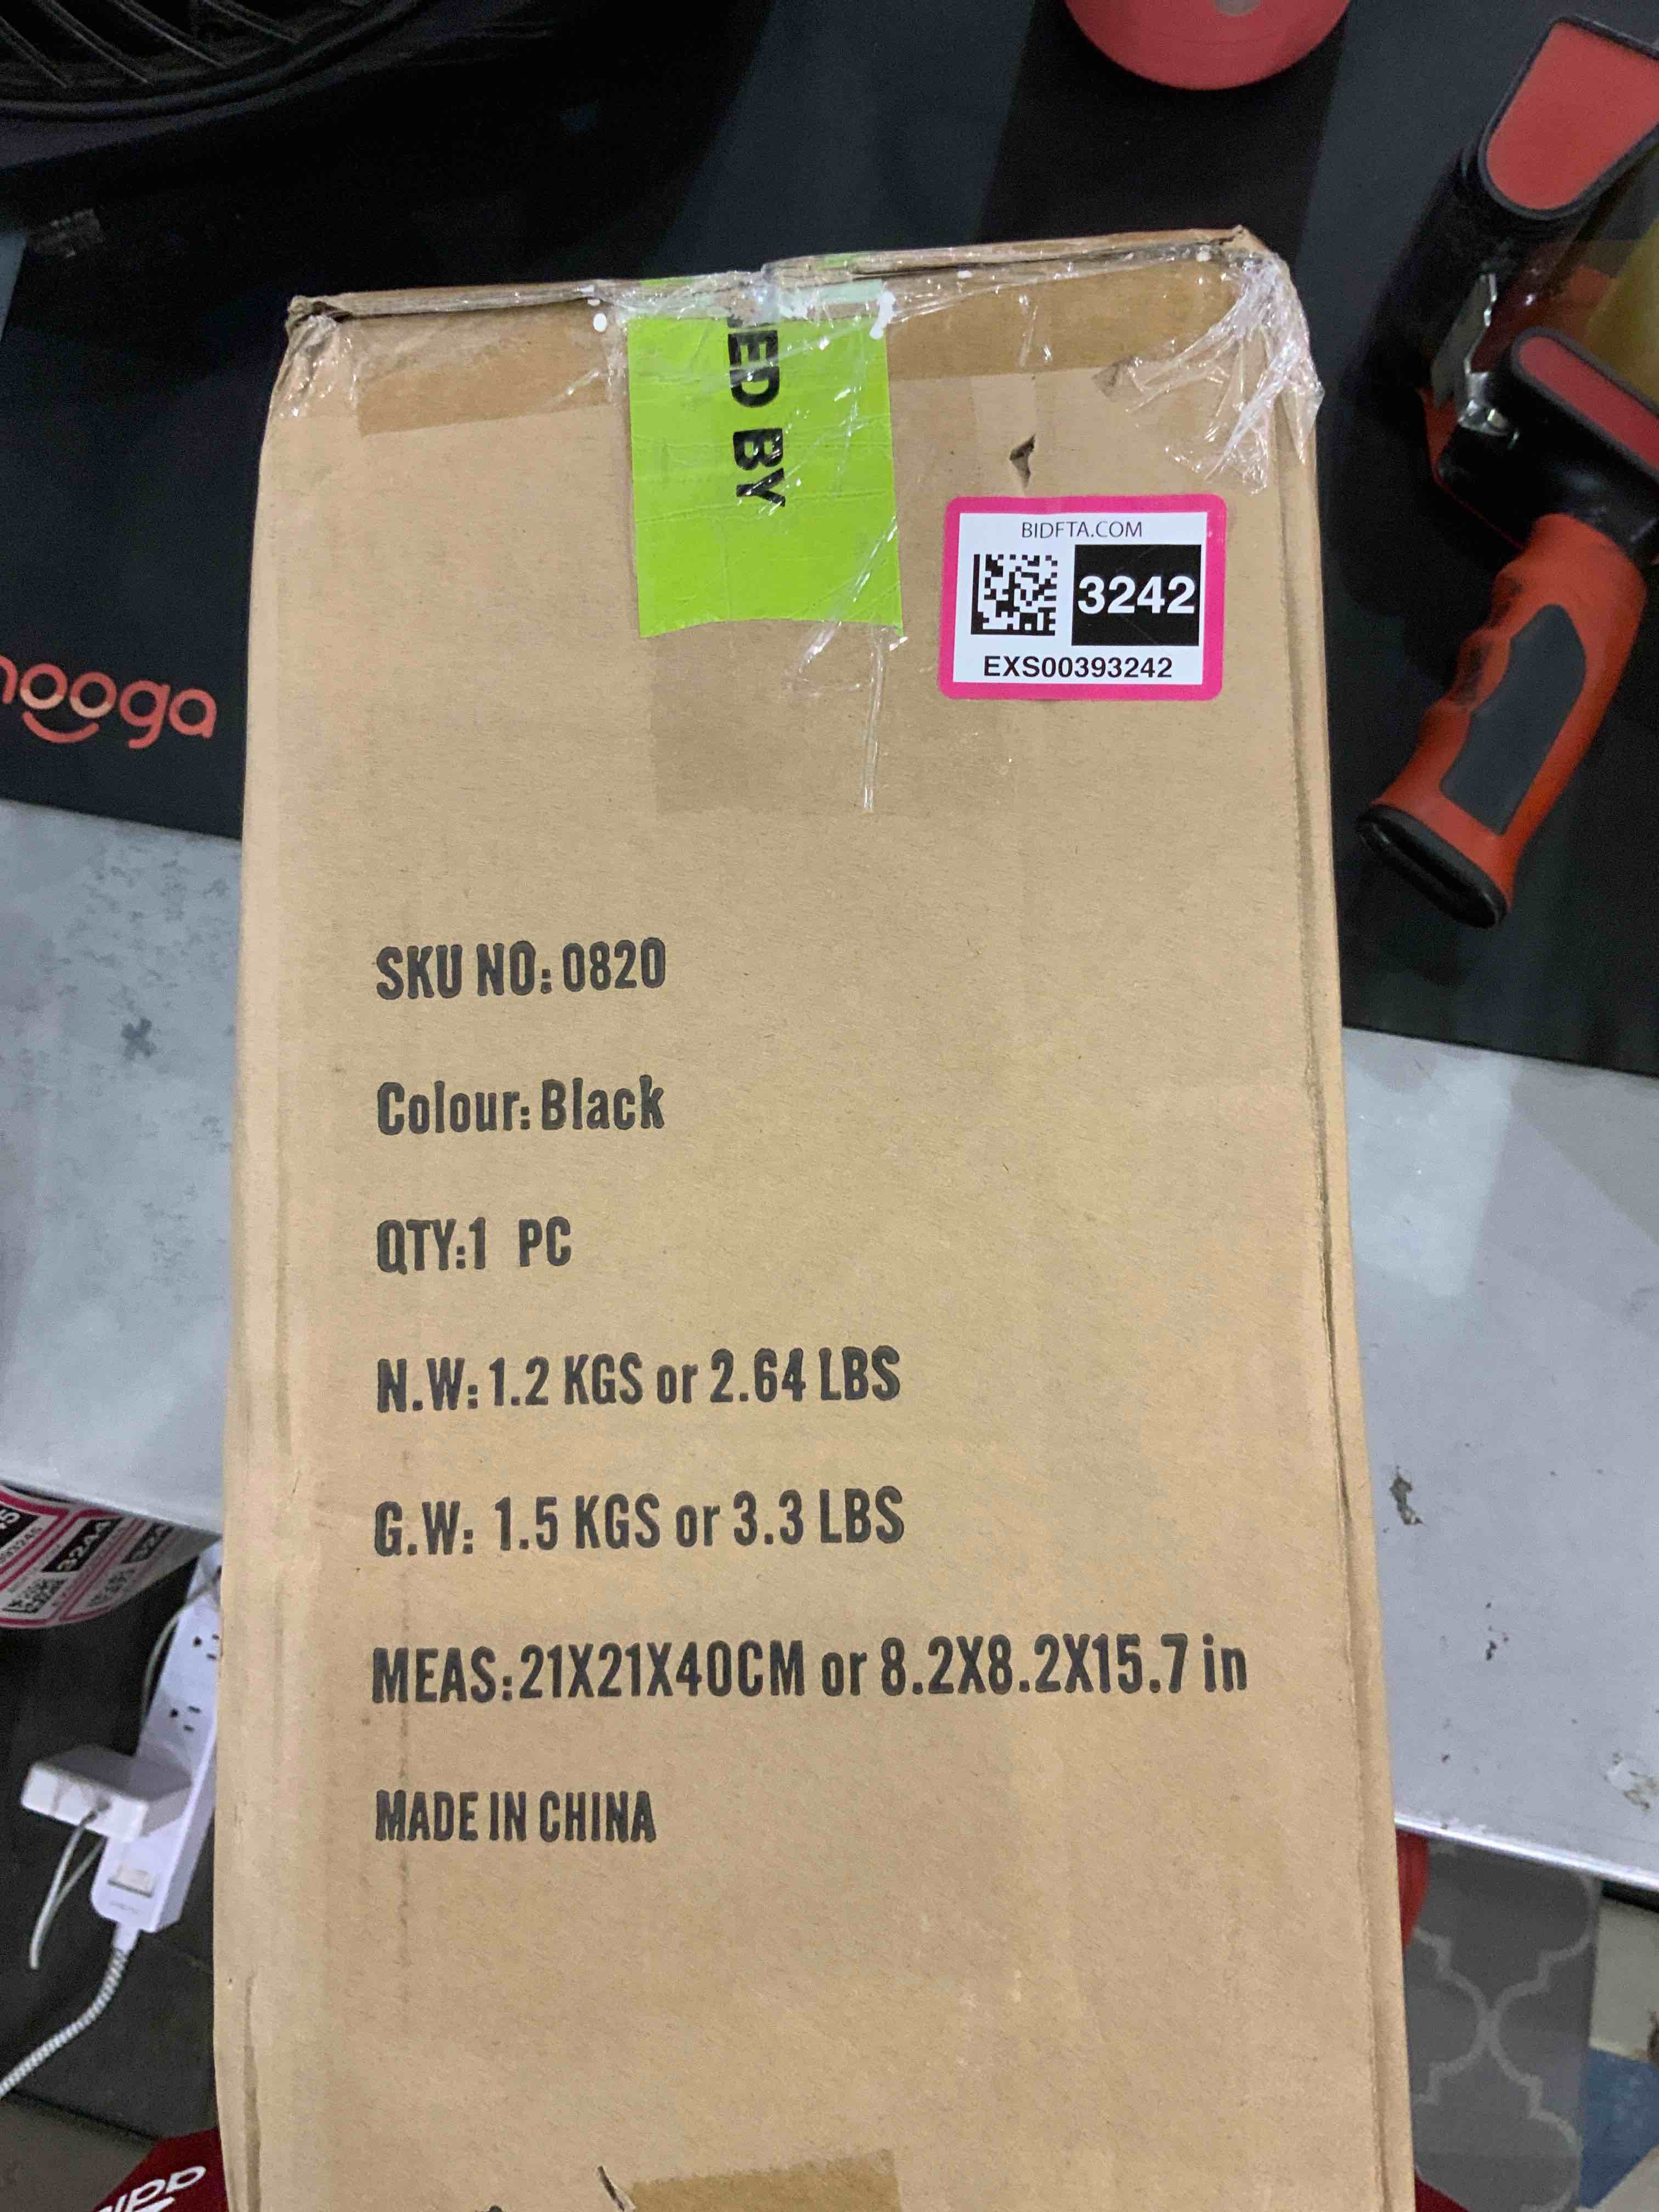 ED BY
BIDFTA.COM
3242
EXS00393242
ooga
SKU NO: 0820
Colour: Black
QTY:1 PC
N.W: 1.2 KGS or 2.64 LBS
G.W: 1.5 KGS or 3.3 LBS
MEAS:21X21X40CM or 8.2X8.2X15.7 in
MADE IN CHINA
3244